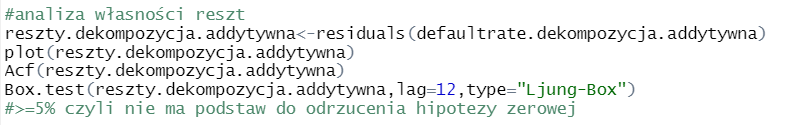 #analiza własności reszt
reszty.dekompozycja.addytywna<-residuals(defaultrate.dekompozycja.addytywna)
plot(reszty.dekompozycja.addytywna)
Acf(reszty.dekompozycja.addytywna)
Box.test(reszty.dekompozycja.addytywna,lag=12,type="Ljung-Box")
#>=5% czyli nie ma podstaw do odrzucenia hipotezy zerowej